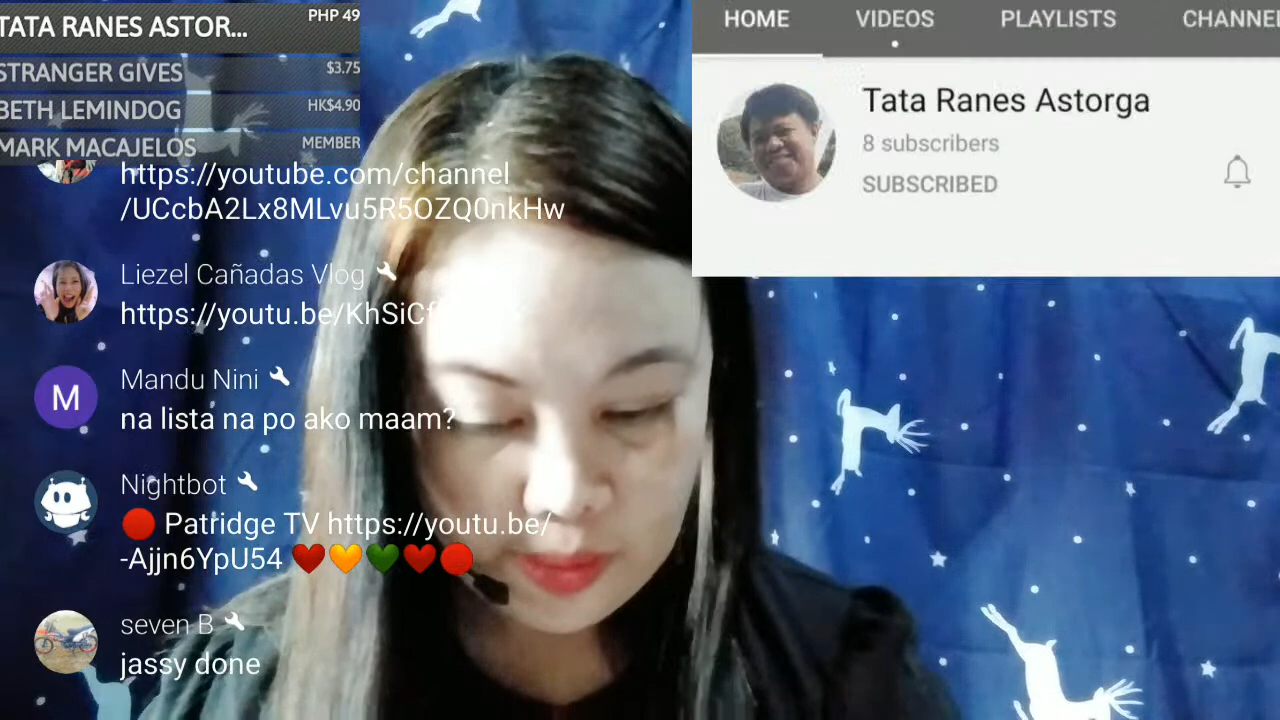 TATA RANES ASTOR... PHP 49
STRANGER GIVES $3.75
BETH LEMINDOG HK$4.90
MARK MACAJELOS MEMBER
https://youtube.com/channel
/UCcbA2Lx8MLvu5R5OZQ0nkHw
Liezel Cañadas Vlog
https://youtu.be/KhSiCf
Mandu Nini
M
na lista na po ako maam?
Nightbot
🔴 Patridge TV https://youtu.be/
-Ajjn6YpU54 ❤️🧡💚❤️🔴
seven B
jassy done
HOME VIDEOS PLAYLISTS CHANNE
Tata Ranes Astorga
8 subscribers
SUBSCRIBED